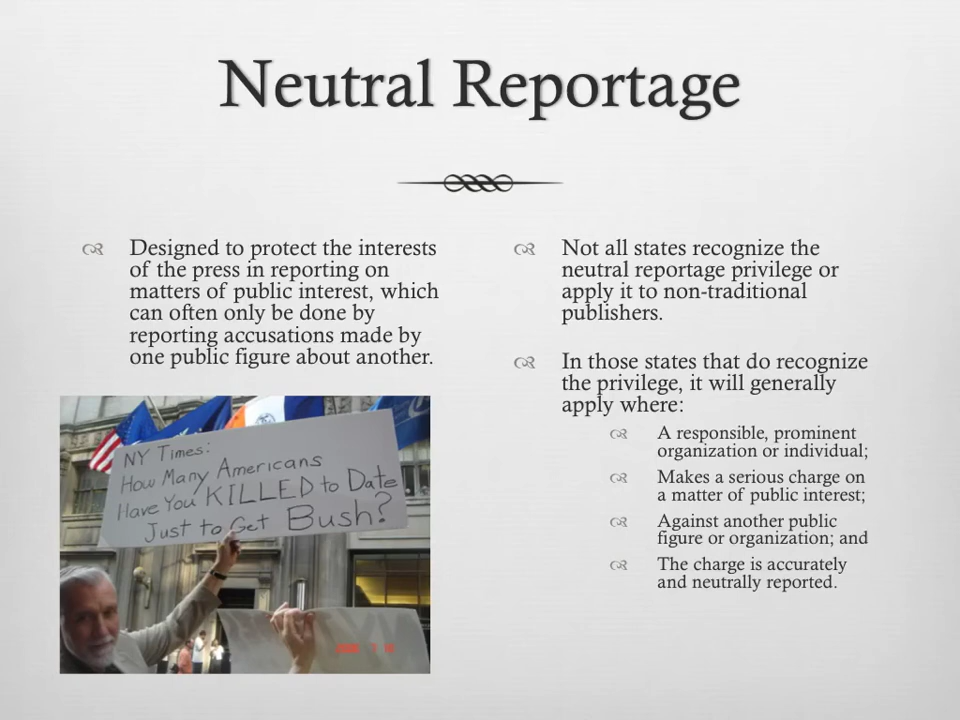 Neutral Reportage
Designed to protect the interests
of the press in reporting on
matters of public interest, which
can often only be done by
reporting accusations made by
one public figure about another.
NY Times:
How Many Americans
Have You KILLED to Date
Just to Get Bush?
Not all states recognize the
neutral reportage privilege or
apply it to non-traditional
publishers.
In those states that do recognize
the privilege, it will generally
apply where:
A responsible, prominent
organization or individual;
Makes a serious charge on
a matter of public interest;
Against another public
figure or organization; and
The charge is accurately
and neutrally reported.